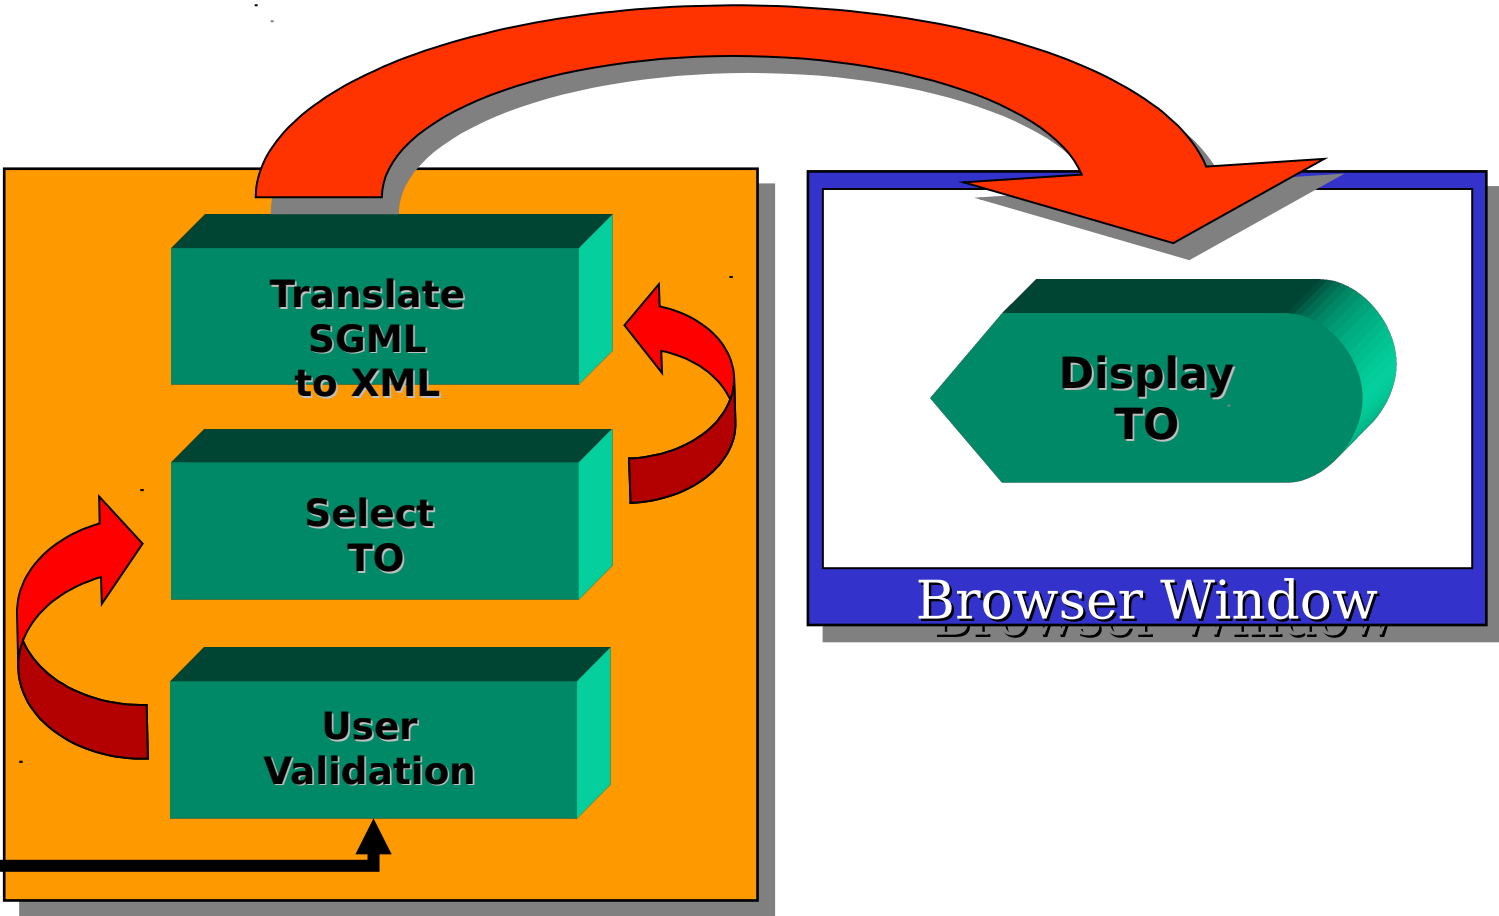 Translate
SGML
to XML
Select
TO
User
Validation
Display
TO
Browser Window